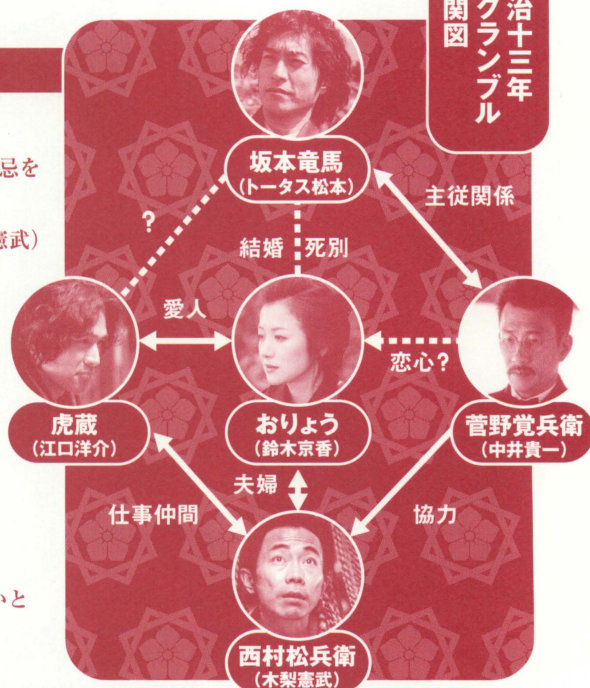 治十三年
グランブル
関図
忌を
憲武）
いと
坂本竜馬
（トータス松本）
主従関係
？
結婚
死別
愛人
恋心？
虎蔵
（江口洋介）
おりょう
（鈴木京香）
菅野覚兵衛
（中井貴一）
夫婦
仕事仲間
協力
西村松兵衛
（木梨憲武）